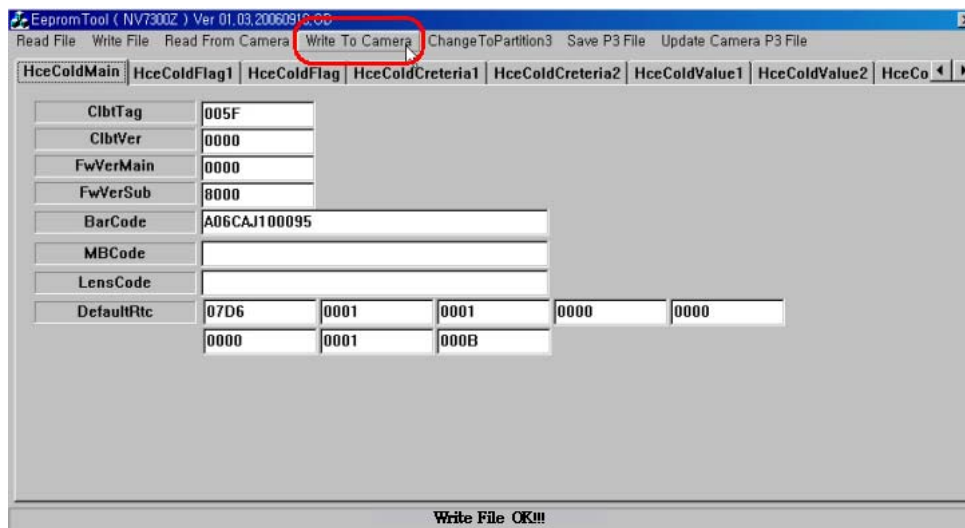 EepromTool ( NV7300Z ) Ver 01,03,20060918,OD
Read File Write File Read From Camera Write To Camera ChangeToPartition3 Save P3 File Update Camera P3 File
HceColdMain HceColdFlag1 HceColdFlag HceColdCreteria1 HceColdCreteria2 HceColdValue1 HceColdValue2 HceCo
ClbtTag 005F
ClbtVer 0000
FwVerMain 0000
FwVerSub 8000
BarCode A06CAJ100095
MBCode
LensCode
DefaultRtc 07D6 0001 0001 0000 0000
0000 0001 000B
Write File OK!!!